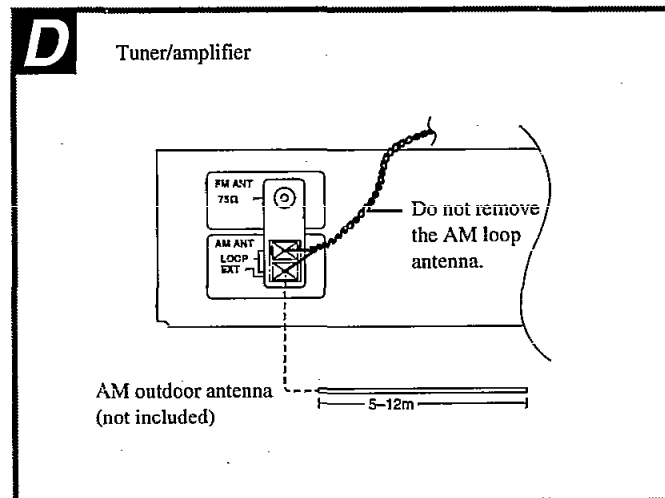 D
Tuner/amplifier
FM ANT
75Ω
AM ANT
LOOP
EXT
Do not remove
the AM loop
antenna.
AM outdoor antenna
(not included)
5–12m